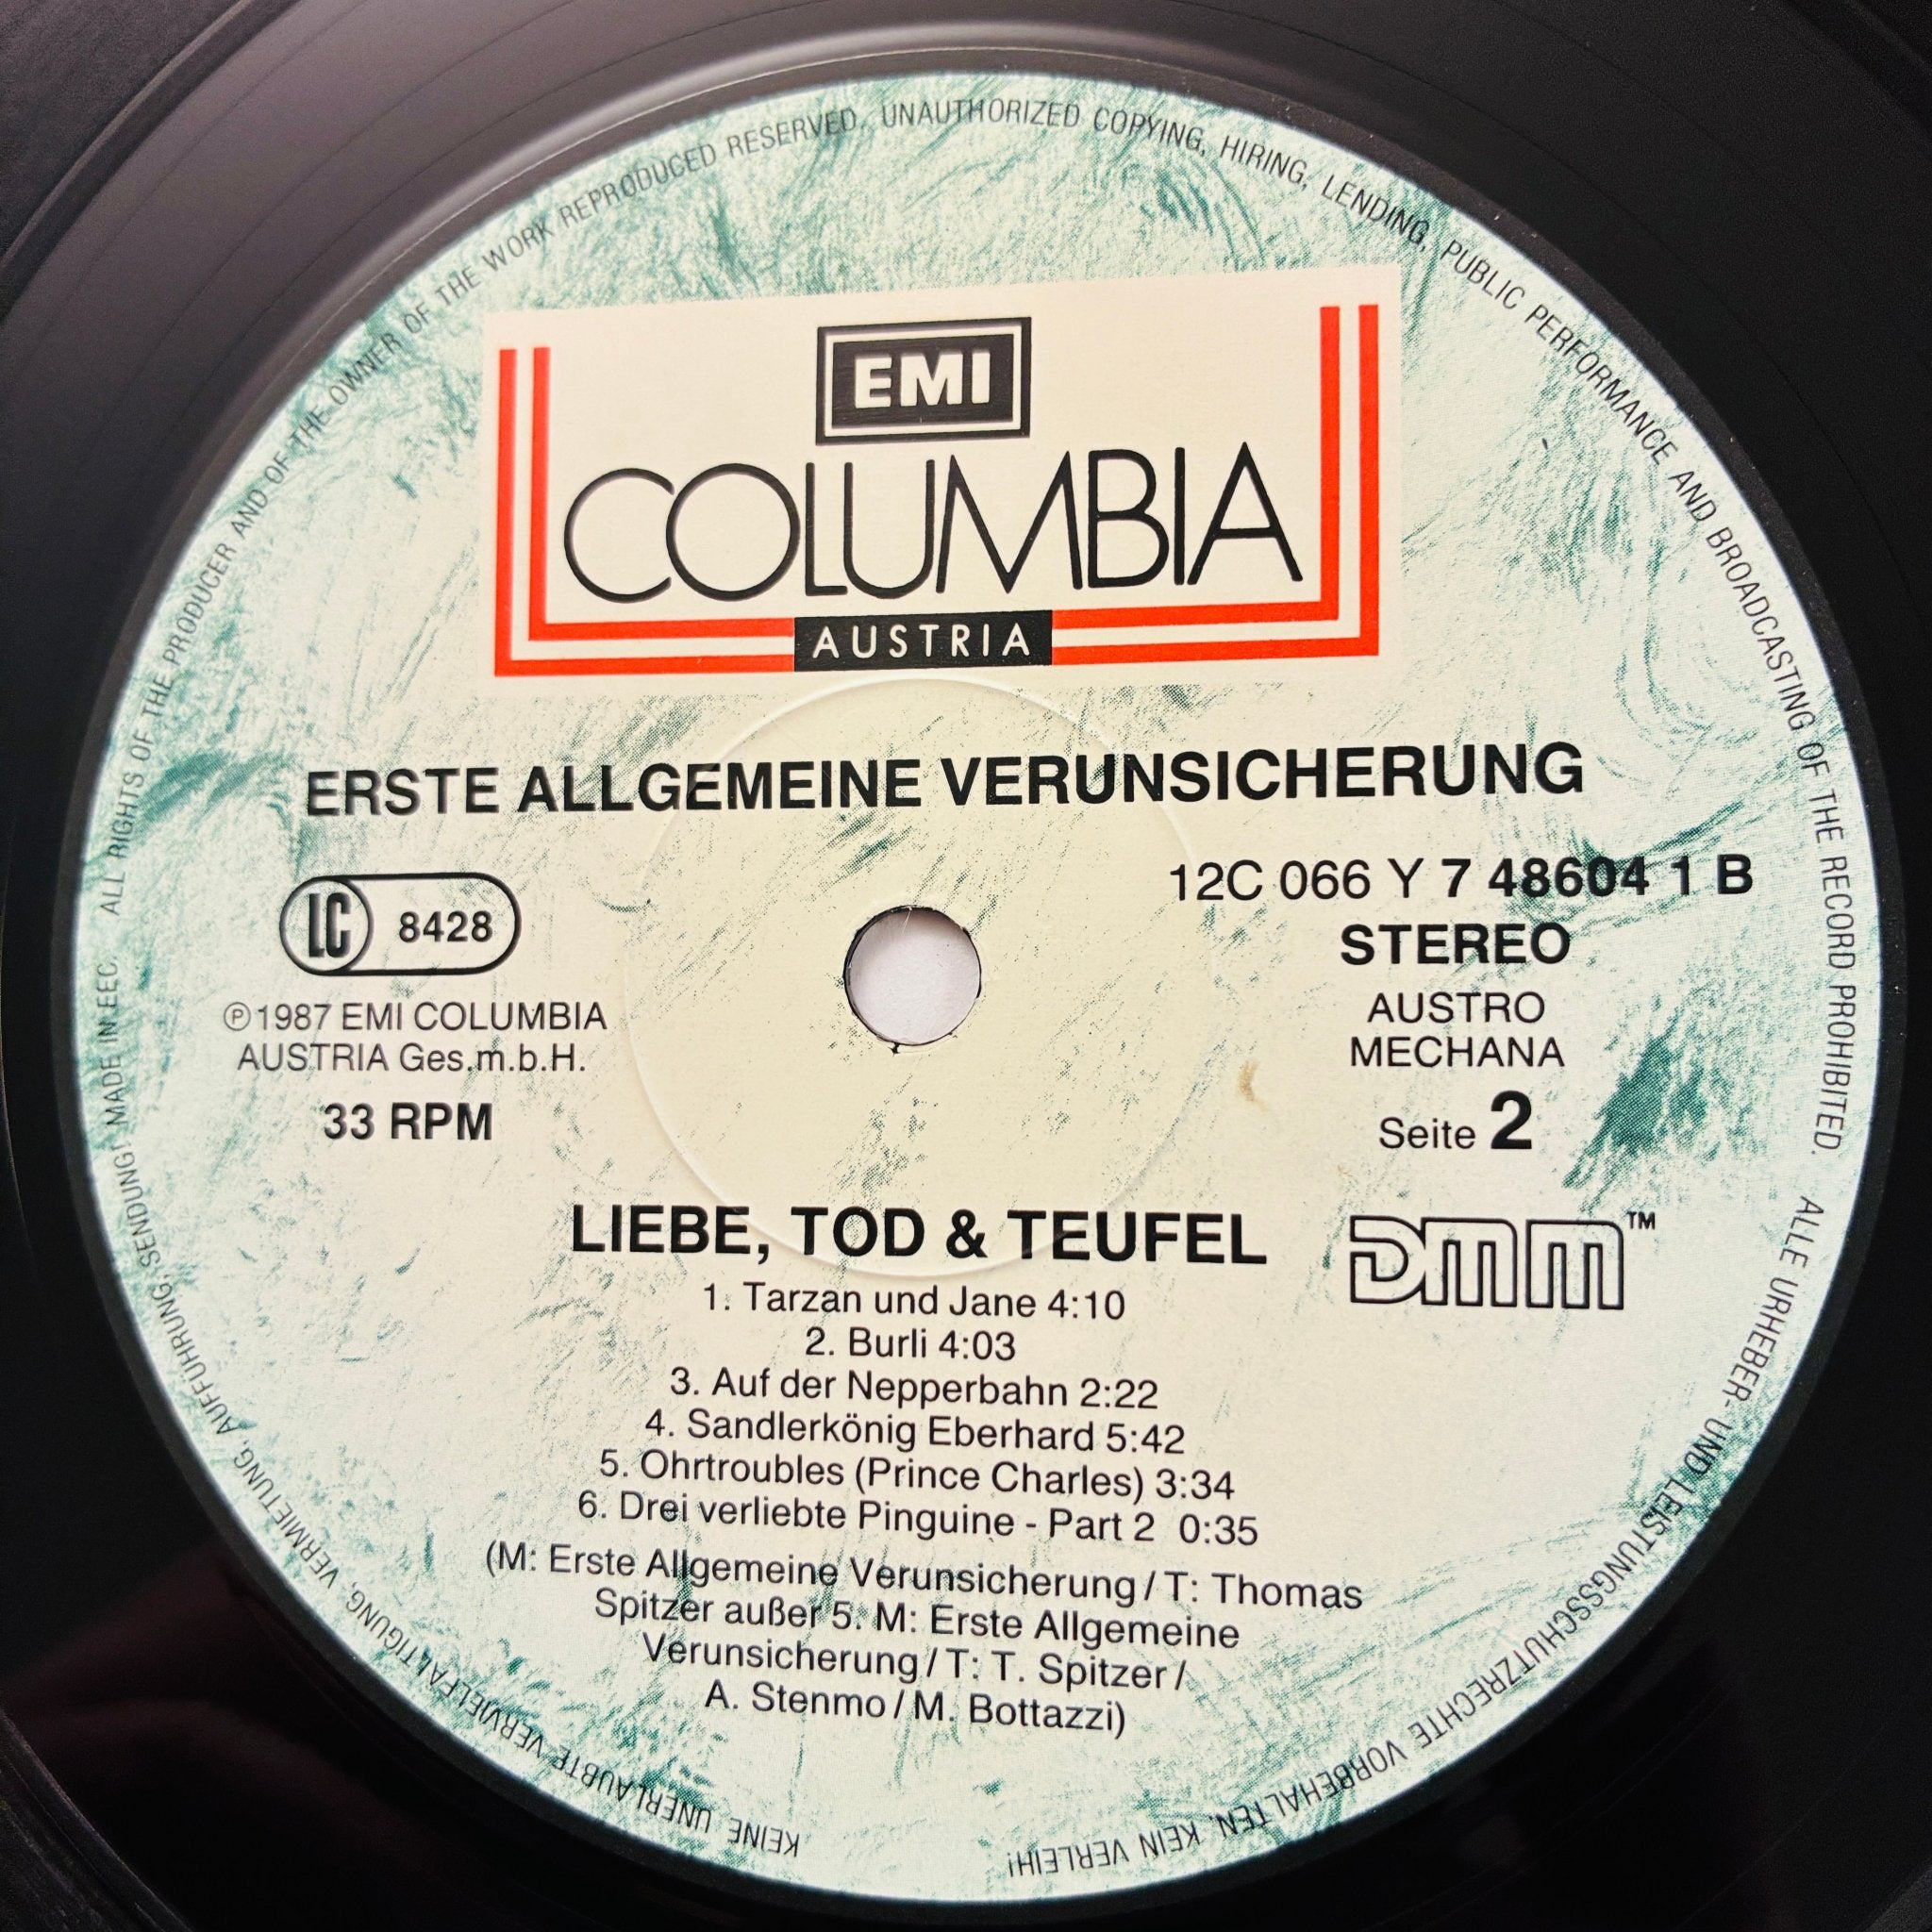 ALL RIGHTS OF THE PRODUCER AND OF THE OWNER OF THE WORK REPRODUCED RESERVED. UNAUTHORIZED COPYING, HIRING, LENDING, PUBLIC PERFORMANCE AND BROADCASTING OF THE RECORD PROHIBITED.
EMI
COLUMBIA
AUSTRIA
ERSTE ALLGEMEINE VERUNSICHERUNG
12C 066 Y 7 48604 1 B
LC 8428
STEREO
℗1987 EMI COLUMBIA
AUSTRIA Ges.m.b.H.
AUSTRO
MECHANA
33 RPM
Seite 2
LIEBE, TOD & TEUFEL
DMM™
1. Tarzan und Jane 4:10
2. Burli 4:03
3. Auf der Nepperbahn 2:22
4. Sandlerkönig Eberhard 5:42
5. Ohrtroubles (Prince Charles) 3:34
6. Drei verliebte Pinguine - Part 2 0:35
(M: Erste Allgemeine Verunsicherung / T: Thomas
Spitzer außer 5. M: Erste Allgemeine
Verunsicherung / T: T. Spitzer /
A. Stenmo / M. Bottazzi)
ALLE URHEBER- UND LEISTUNGSSCHUTZRECHTE VORBEHALTEN. KEIN VERLEIH!
KEINE UNERLAUBTE VERVIELFÄLTIGUNG, VERMIETUNG, AUFFÜHRUNG, SENDUNG! MADE IN EEC.